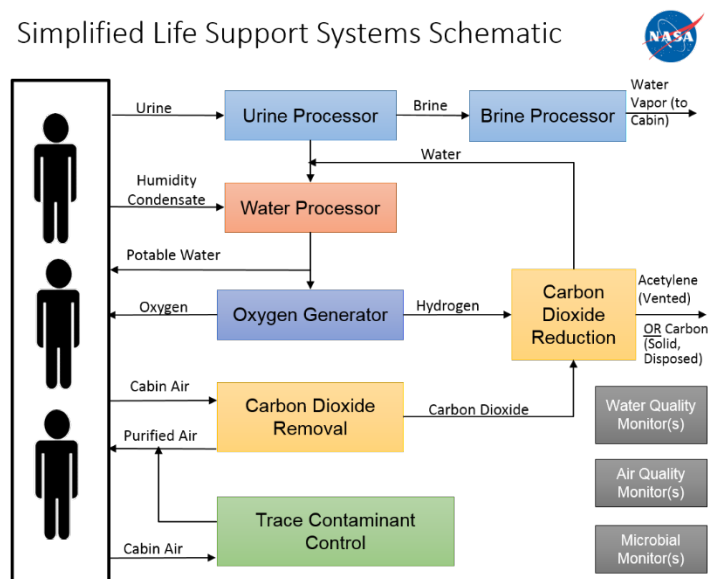 Simplified Life Support Systems Schematic
NASA
Urine
Urine Processor
Brine
Brine Processor
Water
Vapor (to
Cabin)
Water
Humidity
Condensate
Water Processor
Potable Water
Oxygen
Oxygen Generator
Hydrogen
Carbon
Dioxide
Reduction
Acetylene
(Vented)
OR Carbon
(Solid,
Disposed)
Cabin Air
Carbon Dioxide
Removal
Carbon Dioxide
Purified Air
Water Quality
Monitor(s)
Air Quality
Monitor(s)
Trace Contaminant
Control
Cabin Air
Microbial
Monitor(s)